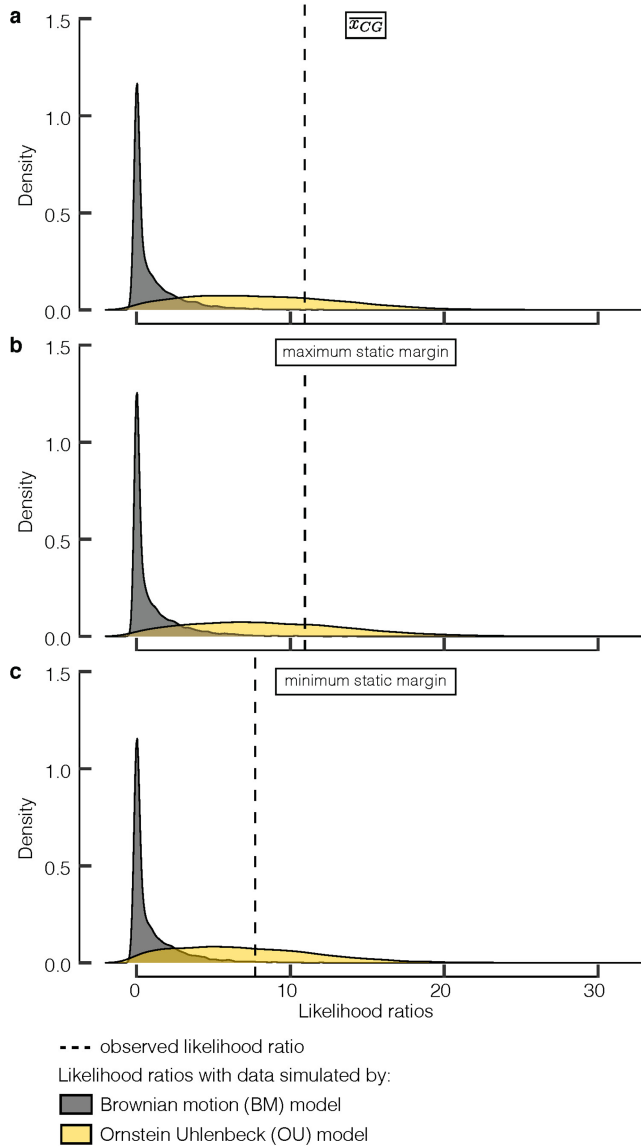 a
$\overline{x_{CG}}$
1.5
1.0
0.5
0.0
Density
b
maximum static margin
1.5
1.0
0.5
0.0
Density
c
minimum static margin
1.5
1.0
0.5
0.0
Density
0 10 20 30
Likelihood ratios
observed likelihood ratio
Likelihood ratios with data simulated by:
Brownian motion (BM) model
Ornstein Uhlenbeck (OU) model